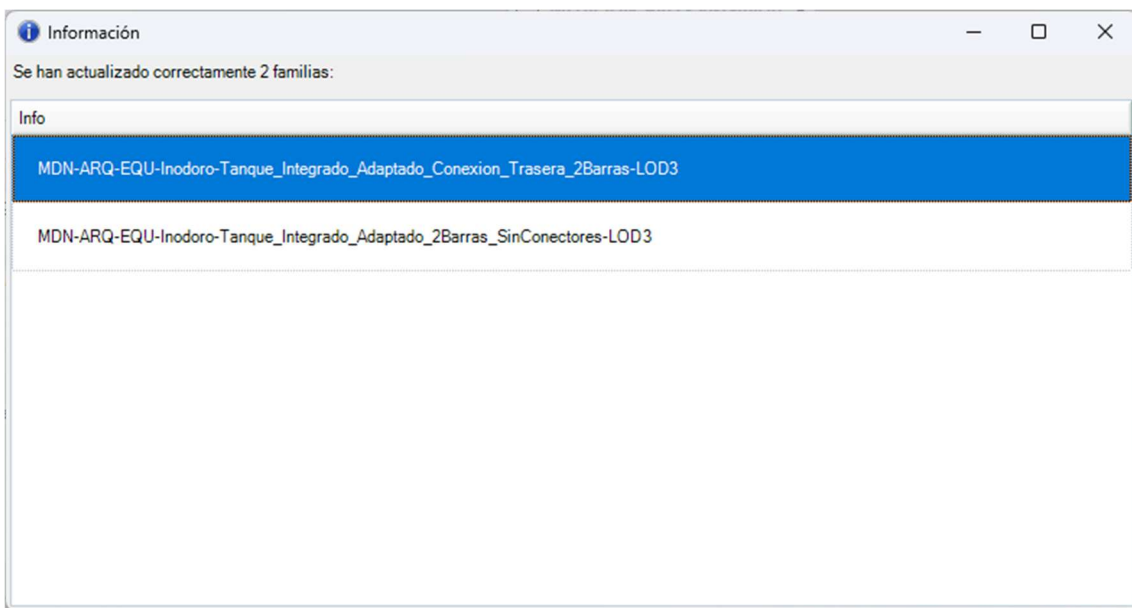 Información
Se han actualizado correctamente 2 familias:
Info
MDN-ARQ-EQU-Inodoro-Tanque_Integrado_Adaptado_Conexion_Trasera_2Barras-LOD3
MDN-ARQ-EQU-Inodoro-Tanque_Integrado_Adaptado_2Barras_SinConectores-LOD3